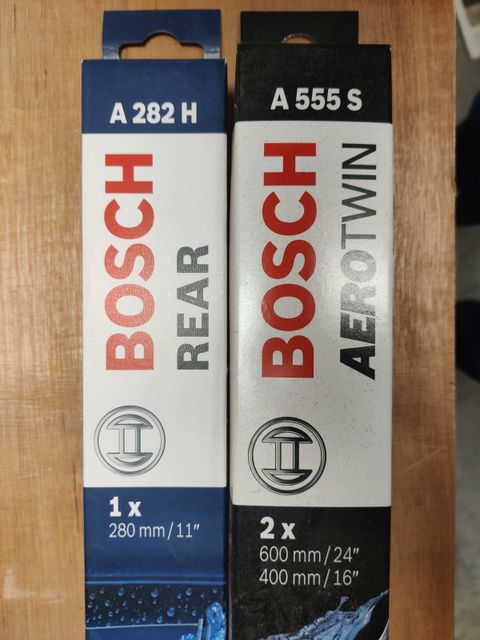 A 282 H
BOSCH
REAR
1 x
280 mm / 11″
A 555 S
BOSCH
AEROTWIN
2 x
600 mm / 24″
400 mm / 16″